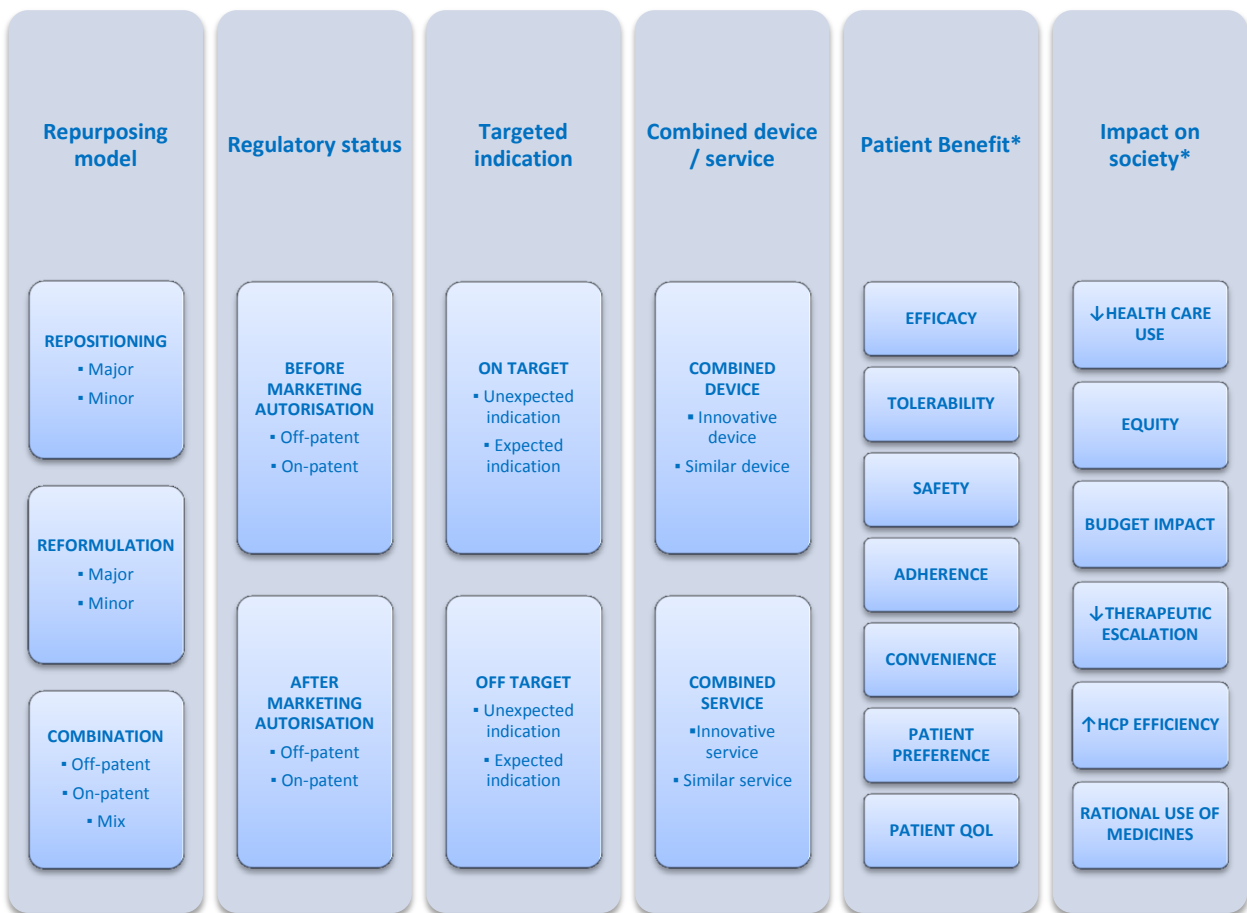 Repurposing
model
REPOSITIONING
▪ Major
▪ Minor
REFORMULATION
▪ Major
▪ Minor
COMBINATION
▪ Off-patent
▪ On-patent
▪ Mix
Regulatory status
BEFORE
MARKETING
AUTORISATION
▪ Off-patent
▪ On-patent
AFTER
MARKETING
AUTORISATION
▪ Off-patent
▪ On-patent
Targeted
indication
ON TARGET
▪ Unexpected
indication
▪ Expected
indication
OFF TARGET
▪ Unexpected
indication
▪ Expected
indication
Combined device
/ service
COMBINED
DEVICE
▪ Innovative
device
▪ Similar device
COMBINED
SERVICE
▪Innovative
service
▪ Similar service
Patient Benefit*
EFFICACY
TOLERABILITY
SAFETY
ADHERENCE
CONVENIENCE
PATIENT
PREFERENCE
PATIENT QOL
Impact on
society*
↓HEALTH CARE
USE
EQUITY
BUDGET IMPACT
↓THERAPEUTIC
ESCALATION
↑HCP EFFICIENCY
RATIONAL USE OF
MEDICINES